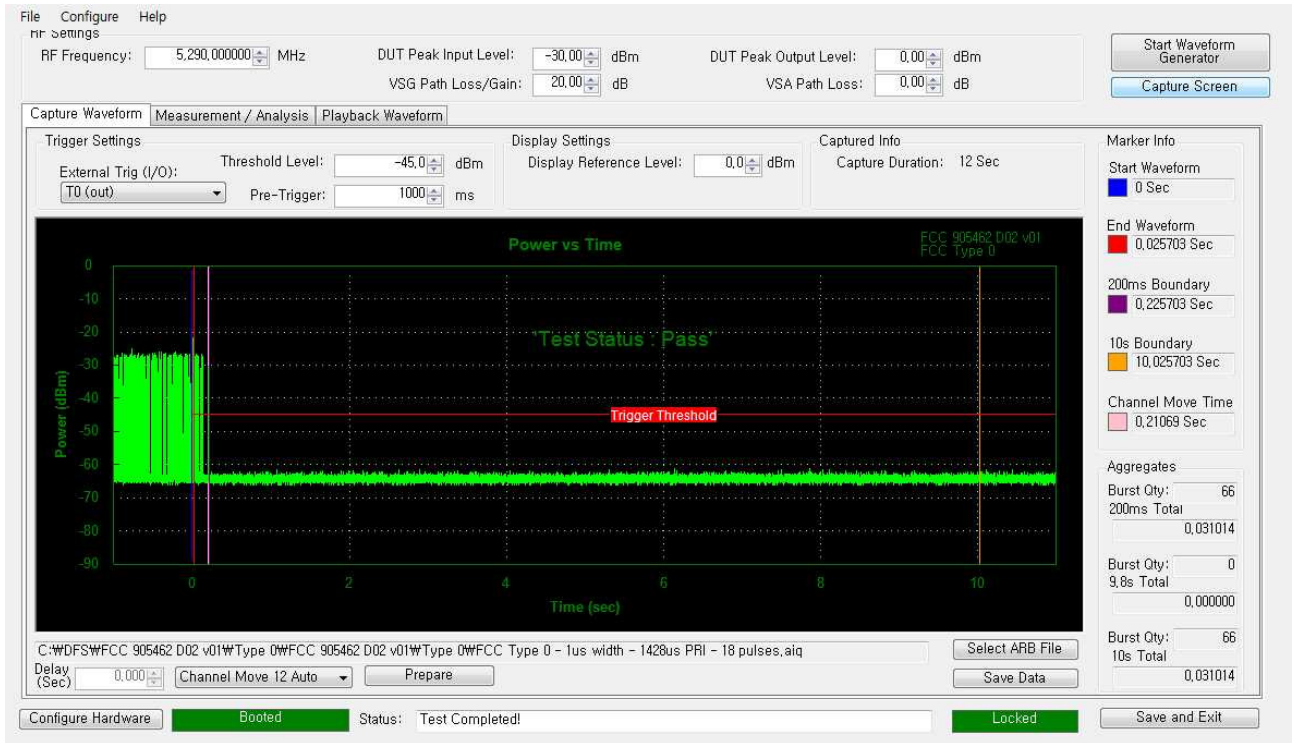 File Configure Help
RF Settings
RF Frequency: 5,290,000000 MHz DUT Peak Input Level: -30,00 dBm DUT Peak Output Level: 0,00 dBm
VSG Path Loss/Gain: 20,00 dB VSA Path Loss: 0,00 dB
Start Waveform
Generator
Capture Screen
Capture Waveform Measurement / Analysis Playback Waveform
Trigger Settings
External Trig (I/O):
T0 (out)
Threshold Level: -45,0 dBm
Pre-Trigger: 1000 ms
Display Settings
Display Reference Level: 0,0 dBm
Captured Info
Capture Duration: 12 Sec
Marker Info
Start Waveform
0 Sec
End Waveform
0,025703 Sec
200ms Boundary
0,225703 Sec
10s Boundary
10,025703 Sec
Channel Move Time
0,21069 Sec
Power vs Time
FCC 905462 D02 v01
FCC Type 0
'Test Status : Pass'
Trigger Threshold
Power (dBm)
0
-10
-20
-30
-40
-50
-60
-70
-80
-90
0 2 4 6 8 10
Time (sec)
Aggregates
Burst Qty: 66
200ms Total
0,031014
Burst Qty: 0
9,8s Total
0,000000
Burst Qty: 66
10s Total
0,031014
C:₩DFS₩FCC 905462 D02 v01₩Type 0₩FCC 905462 D02 v01₩Type 0₩FCC Type 0 - 1us width - 1428us PRI - 18 pulses,aiq
Select ARB File
Delay
(Sec) 0,000 Channel Move 12 Auto Prepare Save Data
Configure Hardware Booted Status: Test Completed! Locked Save and Exit